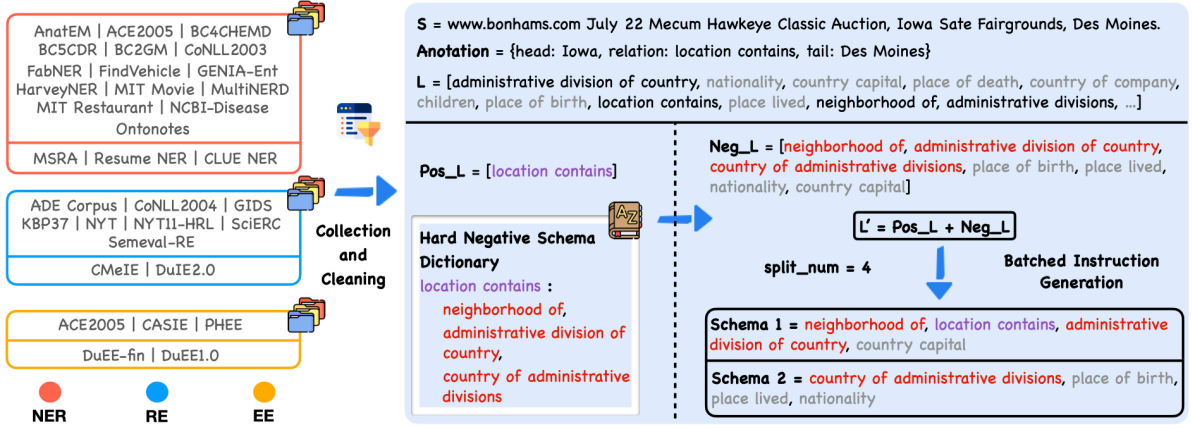 AnatEM | ACE2005 | BC4CHEMD
BC5CDR | BC2GM | CoNLL2003
FabNER | FindVehicle | GENIA-Ent
HarveyNER | MIT Movie | MultiNERD
MIT Restaurant | NCBI-Disease
Ontonotes
MSRA | Resume NER | CLUE NER
ADE Corpus | CoNLL2004 | GIDS
KBP37 | NYT | NYT11-HRL | SciERC
Semeval-RE
CMeIE | DuIE2.0
ACE2005 | CASIE | PHEE
DuEE-fin | DuEE1.0
NER
RE
EE
Collection
and
Cleaning
S = www.bonhams.com July 22 Mecum Hawkeye Classic Auction, Iowa Sate Fairgrounds, Des Moines.
Anotation = {head: Iowa, relation: location contains, tail: Des Moines}
L = [administrative division of country, nationality, country capital, place of death, country of company,
children, place of birth, location contains, place lived, neighborhood of, administrative divisions, ...]
Pos_L = [location contains]
AZ
Hard Negative Schema
Dictionary
location contains :
neighborhood of,
administrative division of
country,
country of administrative
divisions
Neg_L = [neighborhood of, administrative division of country,
country of administrative divisions, place of birth, place lived,
nationality, country capital]
L' = Pos_L + Neg_L
split_num = 4
Batched Instruction
Generation
Schema 1 = neighborhood of, location contains, administrative
division of country, country capital
Schema 2 = country of administrative divisions, place of birth,
place lived, nationality